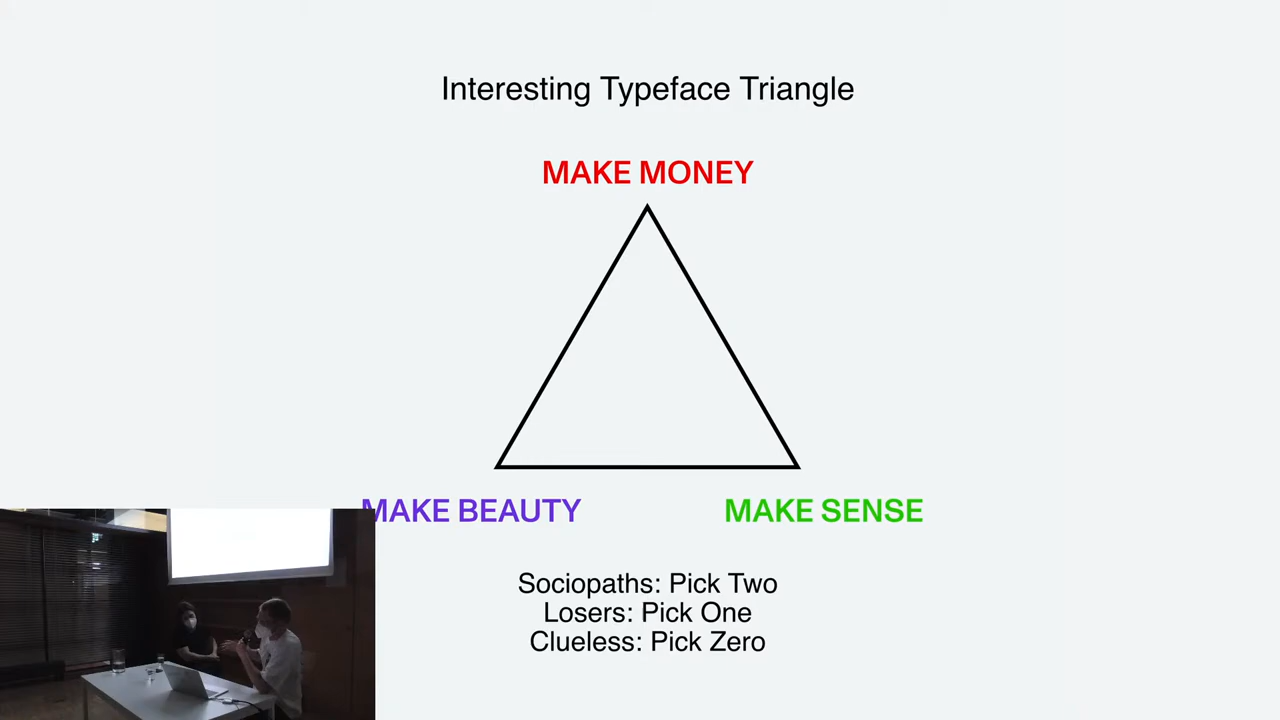 Interesting Typeface Triangle
MAKE MONEY
MAKE BEAUTY
MAKE SENSE
Sociopaths: Pick Two
Losers: Pick One
Clueless: Pick Zero